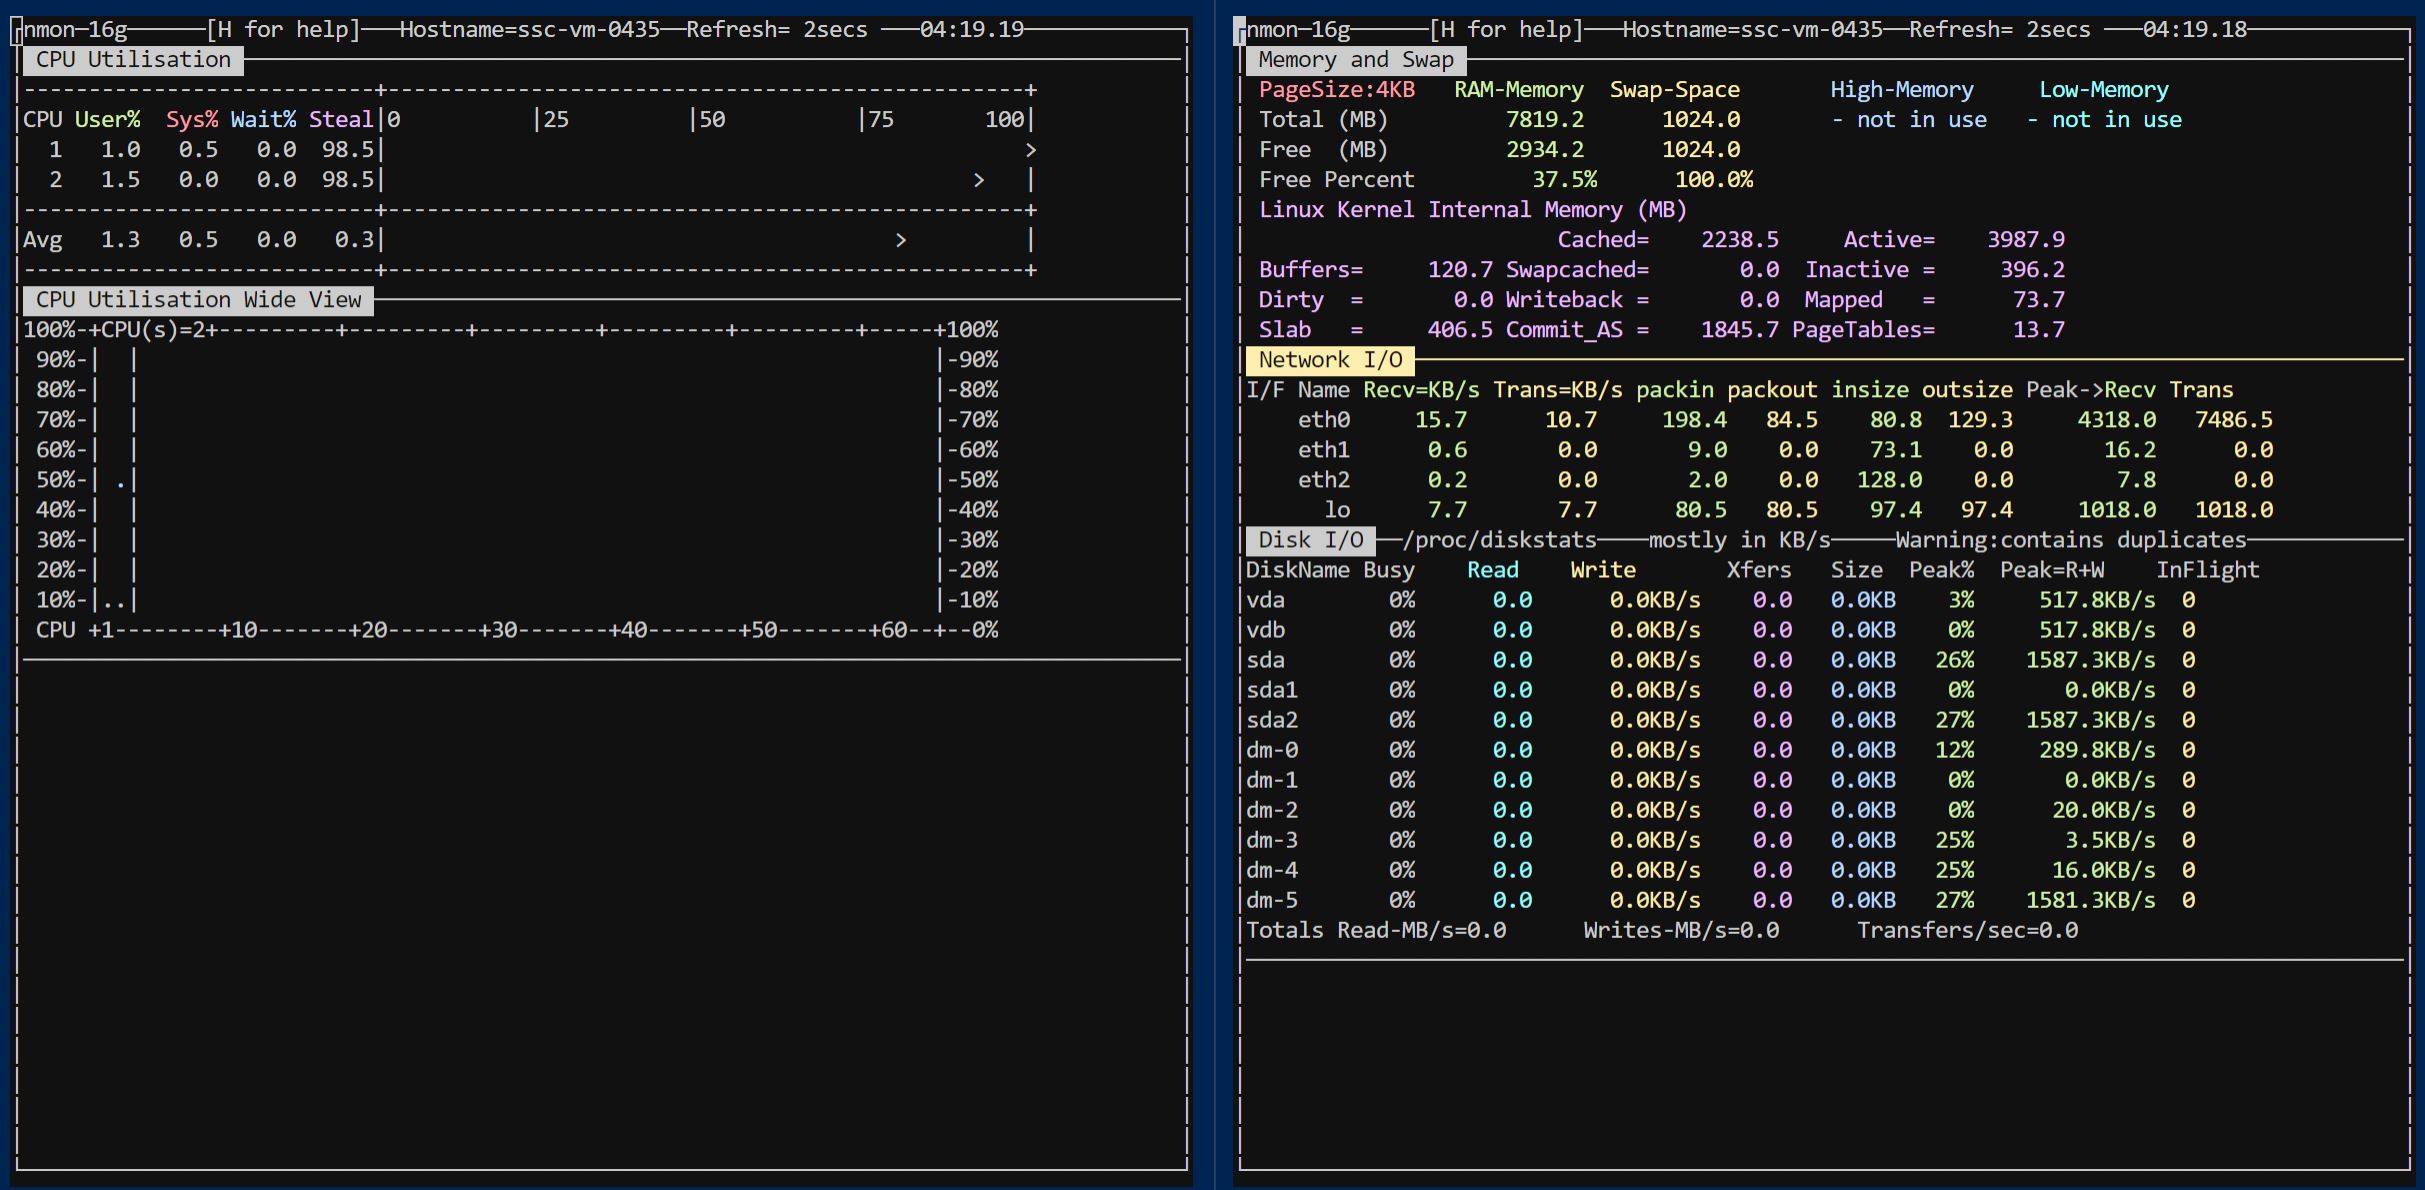 nmon─16g──────[H for help]───Hostname=ssc-vm-0435──Refresh= 2secs ───04:19.19
CPU Utilisation
---------------------------+-------------------------------------------------+
CPU User%  Sys% Wait% Steal|0          |25         |50          |75       100|
  1   1.0   0.5   0.0  98.5|                                                 >
  2   1.5   0.0   0.0  98.5|                                             >   |
---------------------------+-------------------------------------------------+
Avg   1.3   0.5   0.0   0.3|                                       >         |
---------------------------+-------------------------------------------------+
CPU Utilisation Wide View
100%-+CPU(s)=2+---------+---------+---------+---------+---------+-----+100%
 90%-|  |                                                             |-90%
 80%-|  |                                                             |-80%
 70%-|  |                                                             |-70%
 60%-|  |                                                             |-60%
 50%-| .|                                                             |-50%
 40%-|  |                                                             |-40%
 30%-|  |                                                             |-30%
 20%-|  |                                                             |-20%
 10%-|..|                                                             |-10%
 CPU +1--------+10-------+20-------+30-------+40-------+50-------+60--+--0%
nmon─16g──────[H for help]───Hostname=ssc-vm-0435──Refresh= 2secs ───04:19.18
Memory and Swap
PageSize:4KB   RAM-Memory  Swap-Space       High-Memory     Low-Memory
Total (MB)         7819.2      1024.0       - not in use   - not in use
Free  (MB)         2934.2      1024.0
Free Percent         37.5%      100.0%
Linux Kernel Internal Memory (MB)
                       Cached=    2238.5     Active=    3987.9
Buffers=     120.7 Swapcached=       0.0  Inactive =     396.2
Dirty  =       0.0 Writeback =       0.0  Mapped   =      73.7
Slab   =     406.5 Commit_AS =    1845.7 PageTables=      13.7
Network I/O
I/F Name Recv=KB/s Trans=KB/s packin packout insize outsize Peak->Recv Trans
    eth0     15.7      10.7     198.4   84.5    80.8  129.3     4318.0   7486.5
    eth1      0.6       0.0       9.0    0.0    73.1    0.0       16.2      0.0
    eth2      0.2       0.0       2.0    0.0   128.0    0.0        7.8      0.0
      lo      7.7       7.7      80.5   80.5    97.4   97.4     1018.0   1018.0
Disk I/O ──/proc/diskstats────mostly in KB/s─────Warning:contains duplicates
DiskName Busy    Read    Write       Xfers   Size  Peak%  Peak=R+W    InFlight
vda        0%      0.0      0.0KB/s    0.0   0.0KB    3%     517.8KB/s  0
vdb        0%      0.0      0.0KB/s    0.0   0.0KB    0%     517.8KB/s  0
sda        0%      0.0      0.0KB/s    0.0   0.0KB   26%    1587.3KB/s  0
sda1       0%      0.0      0.0KB/s    0.0   0.0KB    0%       0.0KB/s  0
sda2       0%      0.0      0.0KB/s    0.0   0.0KB   27%    1587.3KB/s  0
dm-0       0%      0.0      0.0KB/s    0.0   0.0KB   12%     289.8KB/s  0
dm-1       0%      0.0      0.0KB/s    0.0   0.0KB    0%       0.0KB/s  0
dm-2       0%      0.0      0.0KB/s    0.0   0.0KB    0%      20.0KB/s  0
dm-3       0%      0.0      0.0KB/s    0.0   0.0KB   25%       3.5KB/s  0
dm-4       0%      0.0      0.0KB/s    0.0   0.0KB   25%      16.0KB/s  0
dm-5       0%      0.0      0.0KB/s    0.0   0.0KB   27%    1581.3KB/s  0
Totals Read-MB/s=0.0      Writes-MB/s=0.0      Transfers/sec=0.0